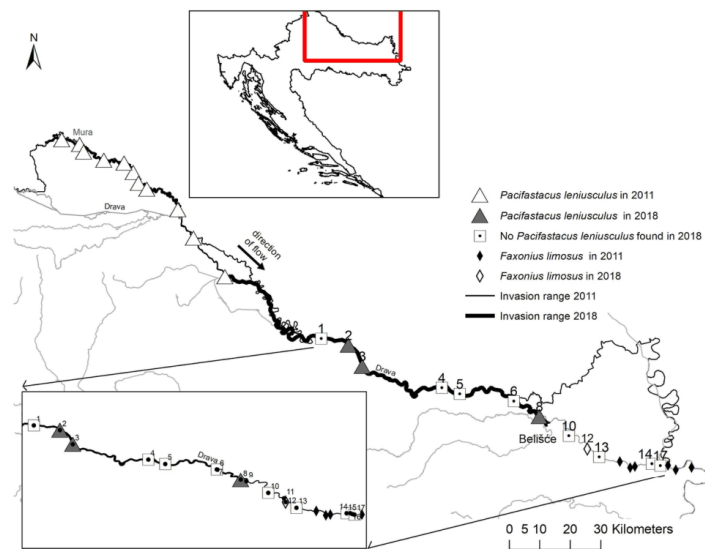 N
Mura
Drava
direction
of flow
Pacifastacus leniusculus in 2011
Pacifastacus leniusculus in 2018
No Pacifastacus leniusculus found in 2018
Faxonius limosus in 2011
Faxonius limosus in 2018
Invasion range 2011
Invasion range 2018
1
2
3
Drava
4
5
6
8
Belišće
10
12
13
14
17
1
2
3
4
5
Drava
6
7
8
9
10
11
12
13
14
15
17
16
0 5 10 20 30 Kilometers